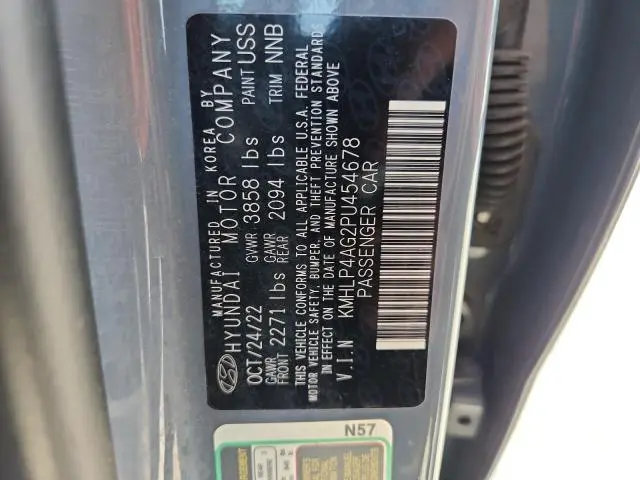 MANUFACTURED IN KOREA BY
HYUNDAI MOTOR COMPANY
OCT/24/22 GVWR 3858 lbs PAINT USS
GAWR FRONT 2271 lbs GAWR REAR 2094 lbs TRIM NNB
THIS VEHICLE CONFORMS TO ALL APPLICABLE U.S.A. FEDERAL
MOTOR VEHICLE SAFETY, BUMPER, AND THEFT PREVENTION STANDARDS
IN EFFECT ON THE DATE OF MANUFACTURE SHOWN ABOVE
V.I.N KMHLP4AG2PU454678
PASSENGER CAR
N57